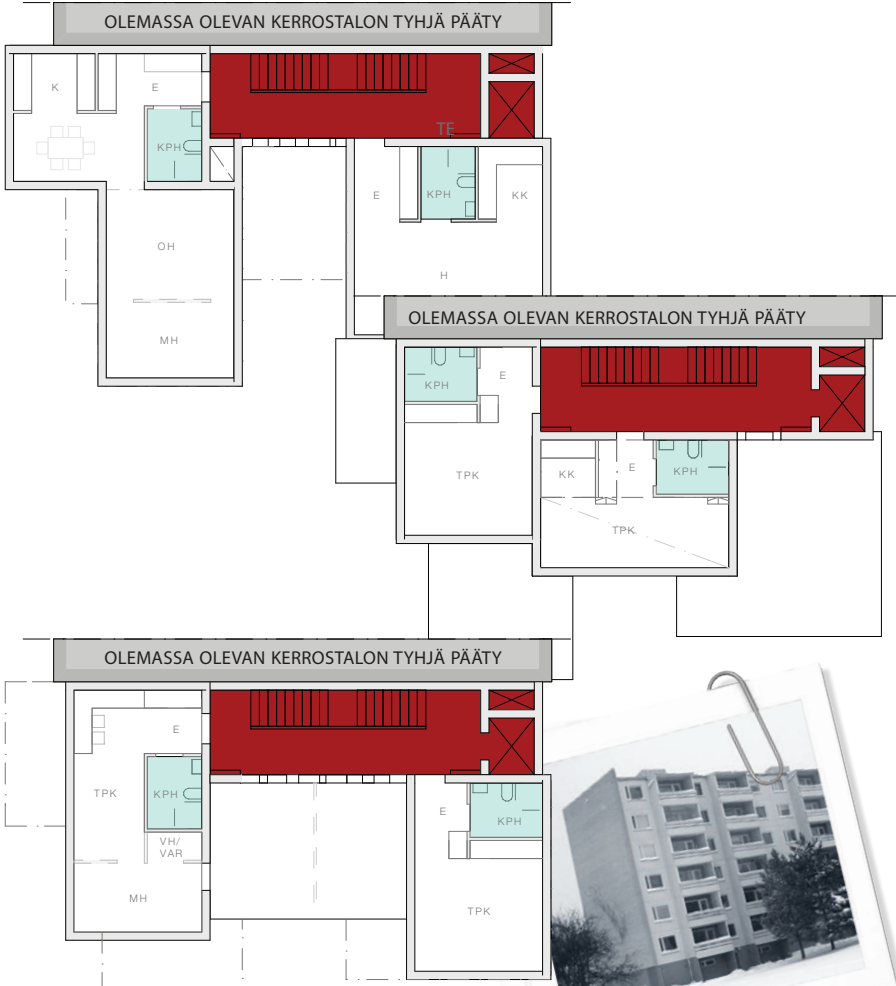 OLEMASSA OLEVAN KERROSTALON TYHJÄ PÄÄTY
K
E
KPH
TE
E
KPH
KK
OH
H
MH
OLEMASSA OLEVAN KERROSTALON TYHJÄ PÄÄTY
KPH
E
TPK
KK
E
KPH
TPK
OLEMASSA OLEVAN KERROSTALON TYHJÄ PÄÄTY
E
TPK
KPH
VH/
VAR
MH
E
KPH
TPK